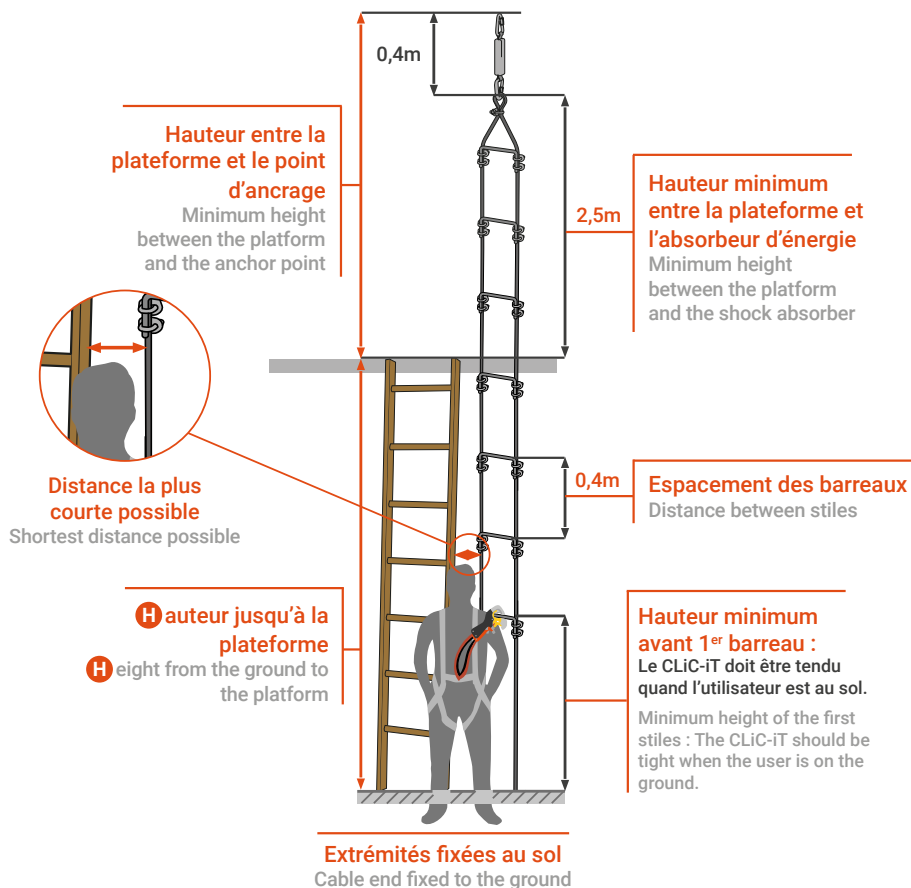 0,4m
Hauteur entre la
plateforme et le point
d'ancrage
Minimum height
between the platform
and the anchor point
2,5m
Hauteur minimum
entre la plateforme et
l'absorbeur d'énergie
Minimum height
between the platform
and the shock absorber
Distance la plus
courte possible
Shortest distance possible
0,4m
Espacement des barreaux
Distance between stiles
H auteur jusqu'à la
plateforme
H eight from the ground to
the platform
Hauteur minimum
avant 1er barreau :
Le CLiC-iT doit être tendu
quand l'utilisateur est au sol.
Minimum height of the first
stiles : The CLiC-iT should be
tight when the user is on the
ground.
Extrémités fixées au sol
Cable end fixed to the ground